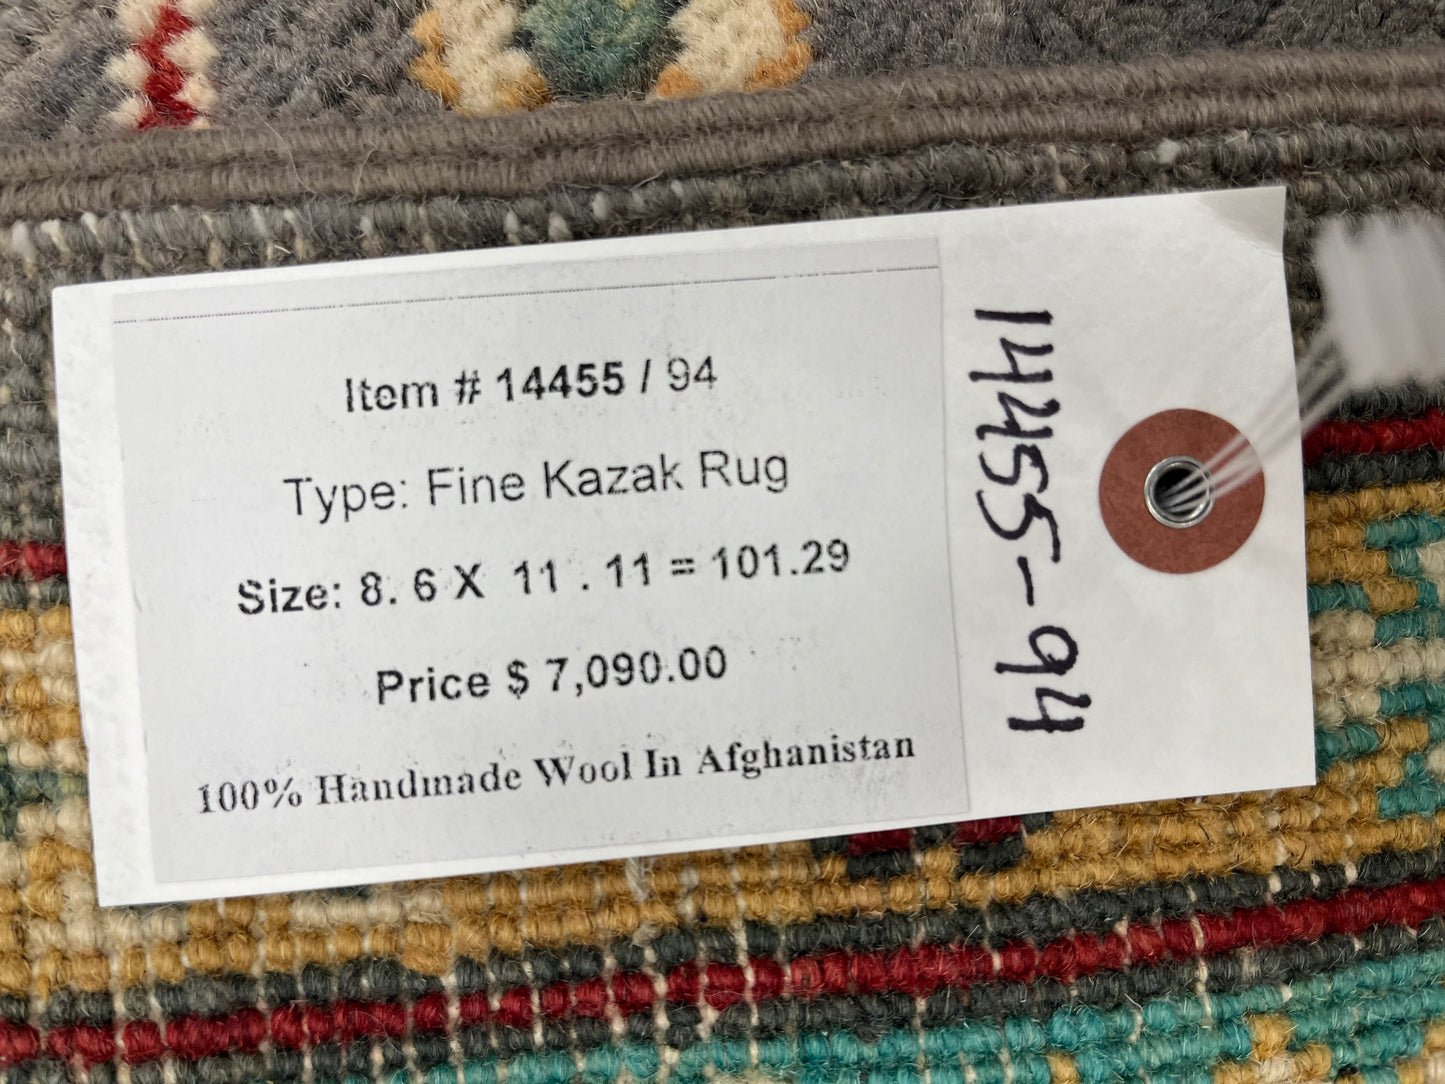 Item # 14455 / 94
Type: Fine Kazak Rug
Size: 8. 6 X 11 . 11 = 101.29
Price $ 7,090.00
100% Handmade Wool In Afghanistan
14455-94